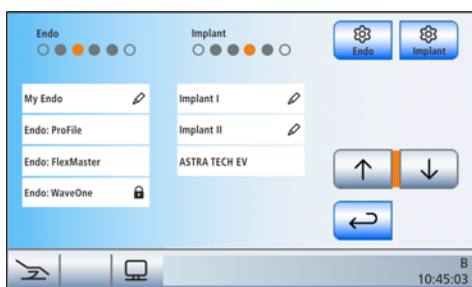 Endo
Implant
Endo
Implant
My Endo
Implant I
Endo: ProFile
Implant II
Endo: FlexMaster
ASTRA TECH EV
Endo: WaveOne
B
10:45:03